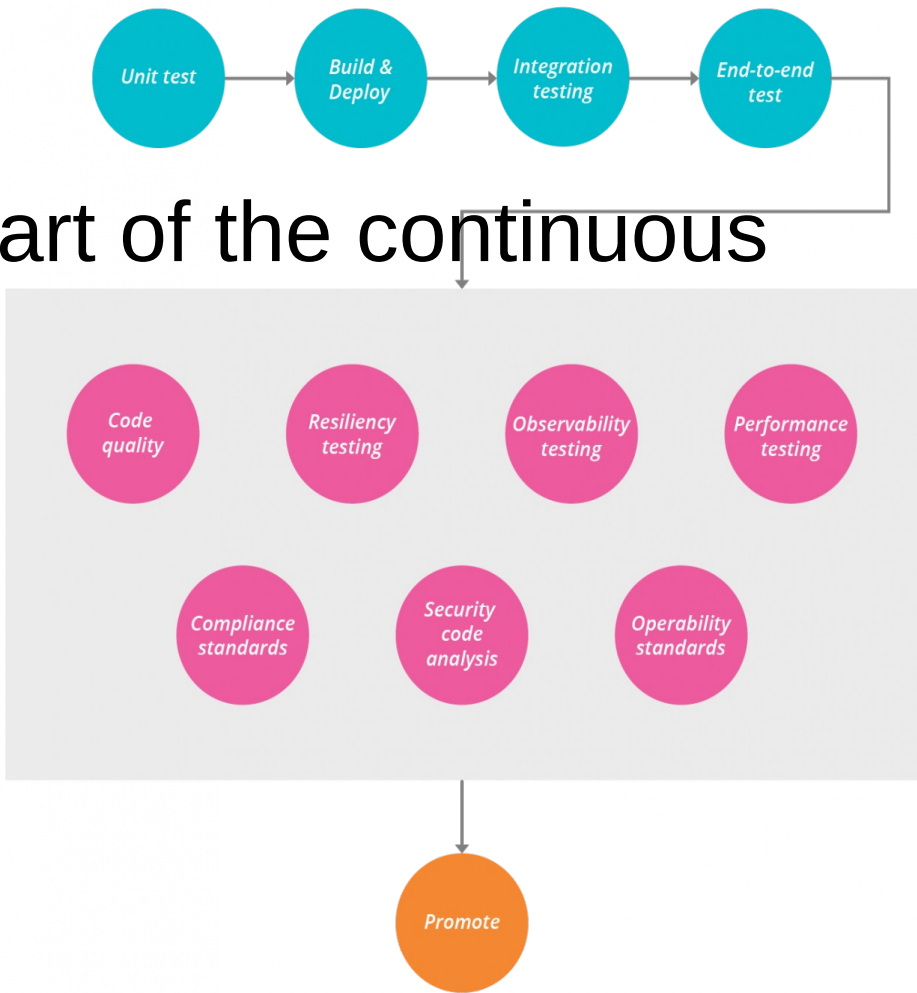 Unit test
Build &
Deploy
Integration
testing
End-to-end
test
art of the continuous
Code
quality
Resiliency
testing
Observability
testing
Performance
testing
Compliance
standards
Security
code
analysis
Operability
standards
Promote